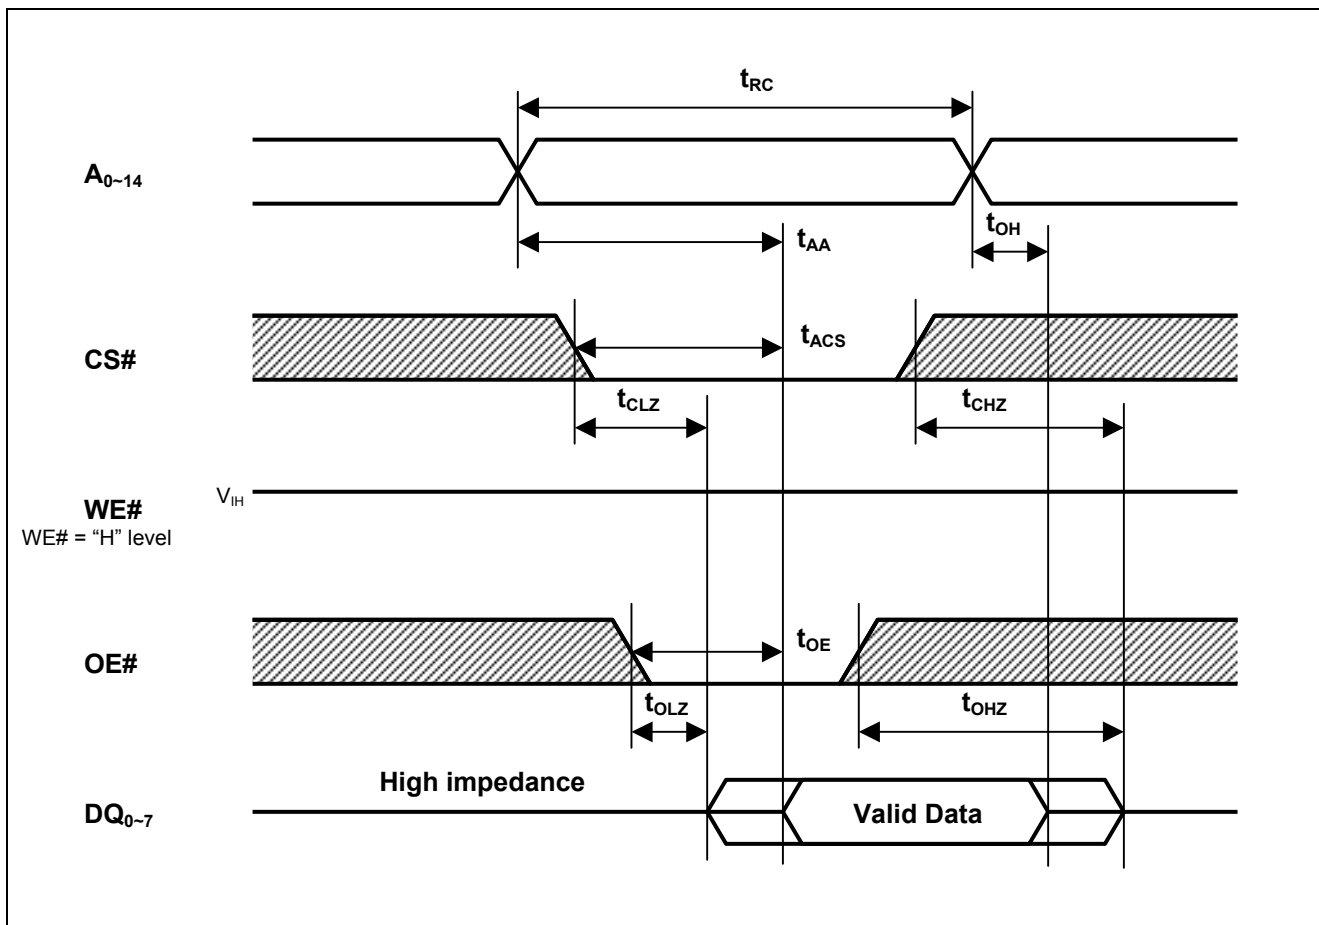 tRC
A0~14
tOH
tAA
tACS
CS#
tCLZ
tCHZ
VIH
WE#
WE# = “H” level
tOE
OE#
tOLZ
tOHZ
High impedance
DQ0~7
Valid Data